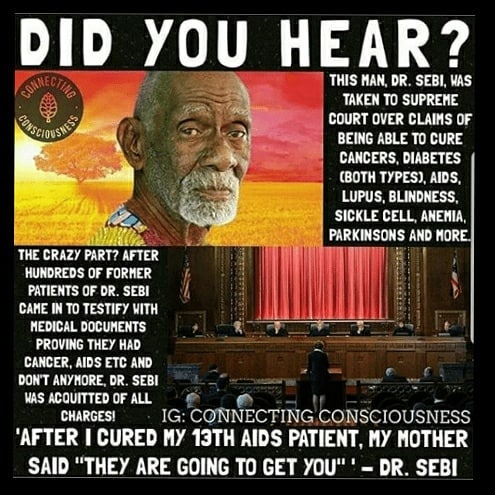 DID YOU HEAR?
CONNECTING
CONSCIOUSNESS
THIS MAN, DR. SEBI, WAS
TAKEN TO SUPREME
COURT OVER CLAIMS OF
BEING ABLE TO CURE
CANCERS, DIABETES
(BOTH TYPES), AIDS,
LUPUS, BLINDNESS,
SICKLE CELL, ANEMIA,
PARKINSONS AND MORE.
THE CRAZY PART? AFTER
HUNDREDS OF FORMER
PATIENTS OF DR. SEBI
CAME IN TO TESTIFY WITH
MEDICAL DOCUMENTS
PROVING THEY HAD
CANCER, AIDS ETC AND
DON'T ANYMORE, DR. SEBI
WAS ACQUITTED OF ALL
CHARGES!
IG: CONNECTING.CONSCIOUSNESS
'AFTER I CURED MY 13TH AIDS PATIENT, MY MOTHER
SAID "THEY ARE GOING TO GET YOU" ' – DR. SEBI